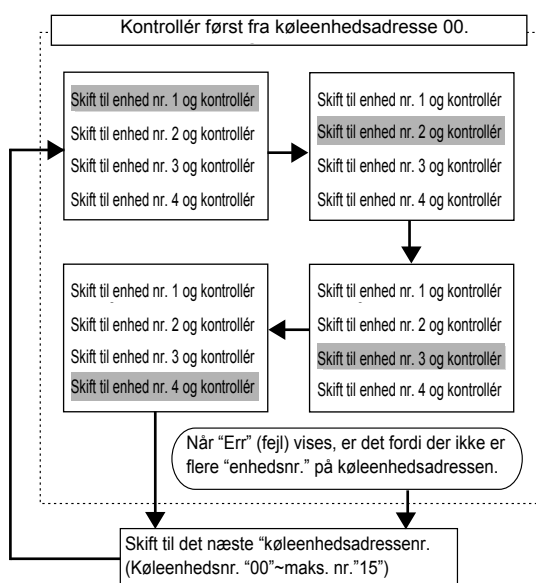 Kontrollér først fra køleenhedsadresse 00.
Skift til enhed nr. 1 og kontrollér
Skift til enhed nr. 2 og kontrollér
Skift til enhed nr. 3 og kontrollér
Skift til enhed nr. 4 og kontrollér
Skift til enhed nr. 1 og kontrollér
Skift til enhed nr. 2 og kontrollér
Skift til enhed nr. 3 og kontrollér
Skift til enhed nr. 4 og kontrollér
Skift til enhed nr. 1 og kontrollér
Skift til enhed nr. 2 og kontrollér
Skift til enhed nr. 3 og kontrollér
Skift til enhed nr. 4 og kontrollér
Skift til enhed nr. 1 og kontrollér
Skift til enhed nr. 2 og kontrollér
Skift til enhed nr. 3 og kontrollér
Skift til enhed nr. 4 og kontrollér
Når “Err” (fejl) vises, er det fordi der ikke er
flere “enhedsnr.” på køleenhedsadressen.
Skift til det næste “køleenhedsadressenr.
(Køleenhedsnr. “00”~maks. nr.”15”)